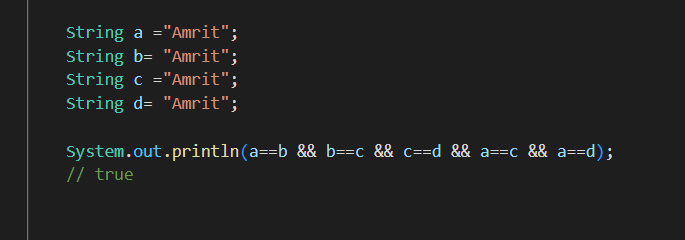 String a ="Amrit";
String b= "Amrit";
String c ="Amrit";
String d= "Amrit";
System.out.println(a==b && b==c && c==d && a==c && a==d);
// true